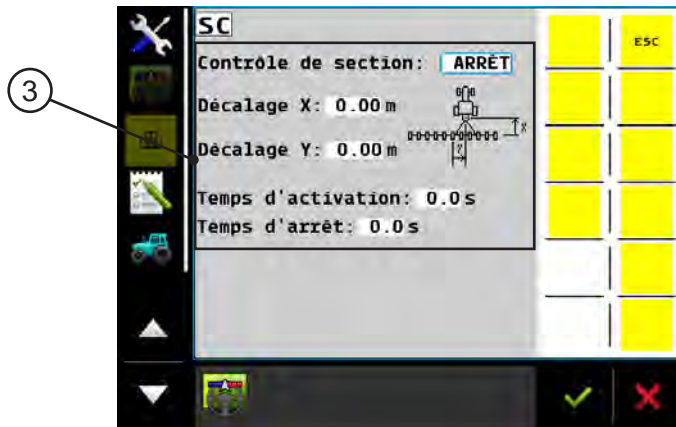 SC
ESC
Contrôle de section: ARRÊT
3
Décalage X: 0.00 m
X
Décalage Y: 0.00 m
Y
Temps d'activation: 0.0 s
Temps d'arrêt: 0.0 s